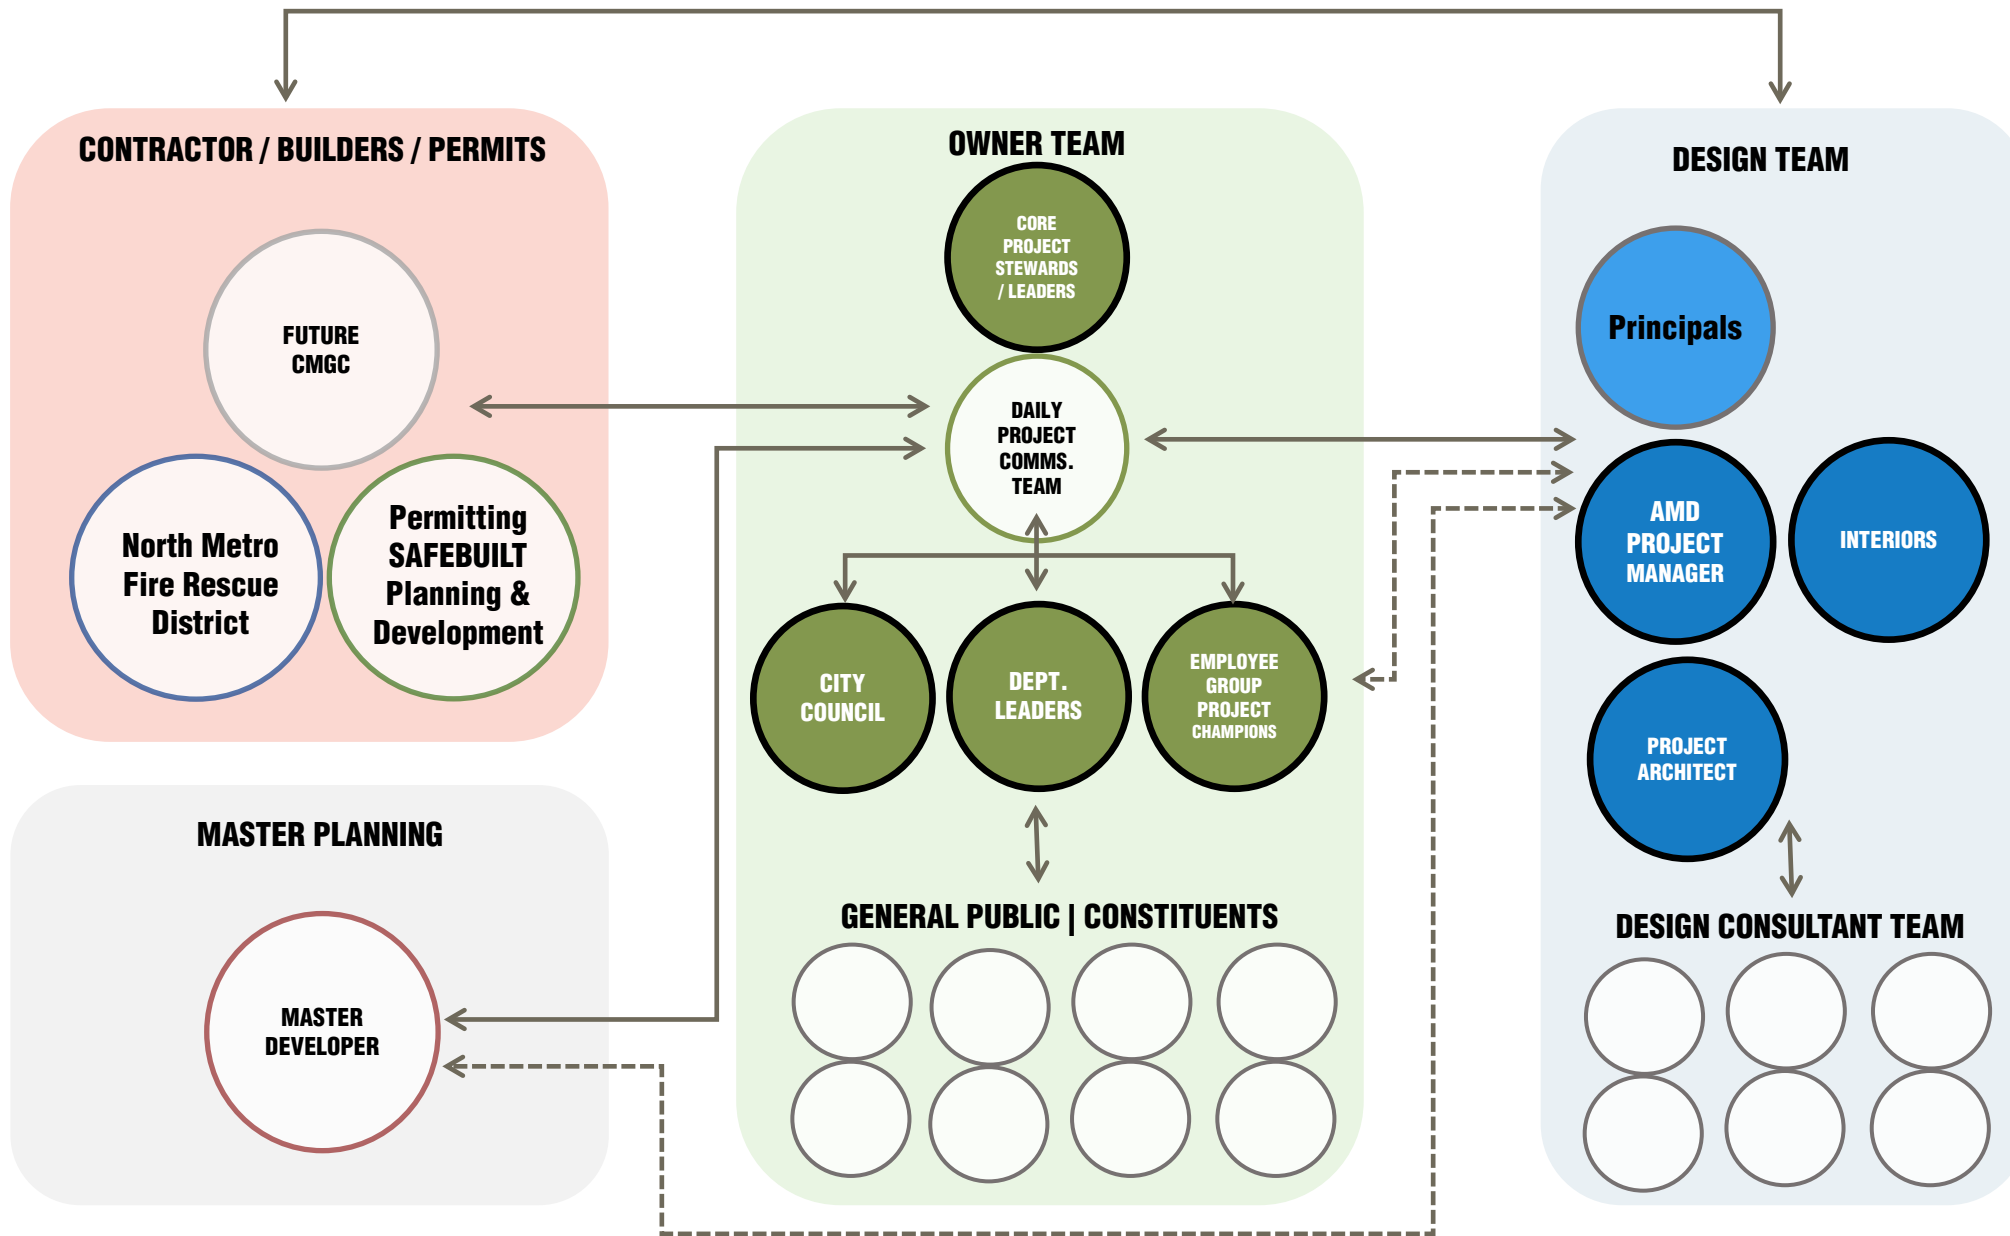 CONTRACTOR / BUILDERS / PERMITS
FUTURE
CMGC
North Metro
Fire Rescue
District
Permitting
SAFEBUILT
Planning &
Development
MASTER PLANNING
MASTER
DEVELOPER
OWNER TEAM
CORE
PROJECT
STEWARDS
/ LEADERS
DAILY
PROJECT
COMMS.
TEAM
CITY
COUNCIL
DEPT.
LEADERS
EMPLOYEE
GROUP
PROJECT
CHAMPIONS
GENERAL PUBLIC | CONSTITUENTS
DESIGN TEAM
Principals
AMD
PROJECT
MANAGER
INTERIORS
PROJECT
ARCHITECT
DESIGN CONSULTANT TEAM